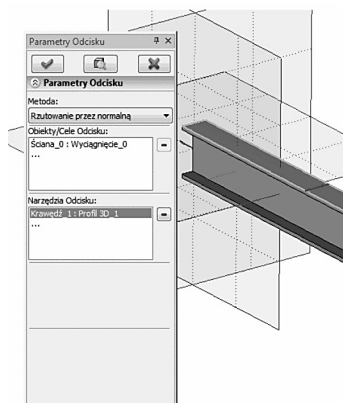 Parametry Odcisku
Parametry Odcisku
Metoda:
Rzutowanie przez normalną
Obiekty/Cele Odcisku:
Ściana_0 : Wyciągnięcie_0
...
Narzędzia Odcisku:
Krawędź_1 : Profil 3D_1
...